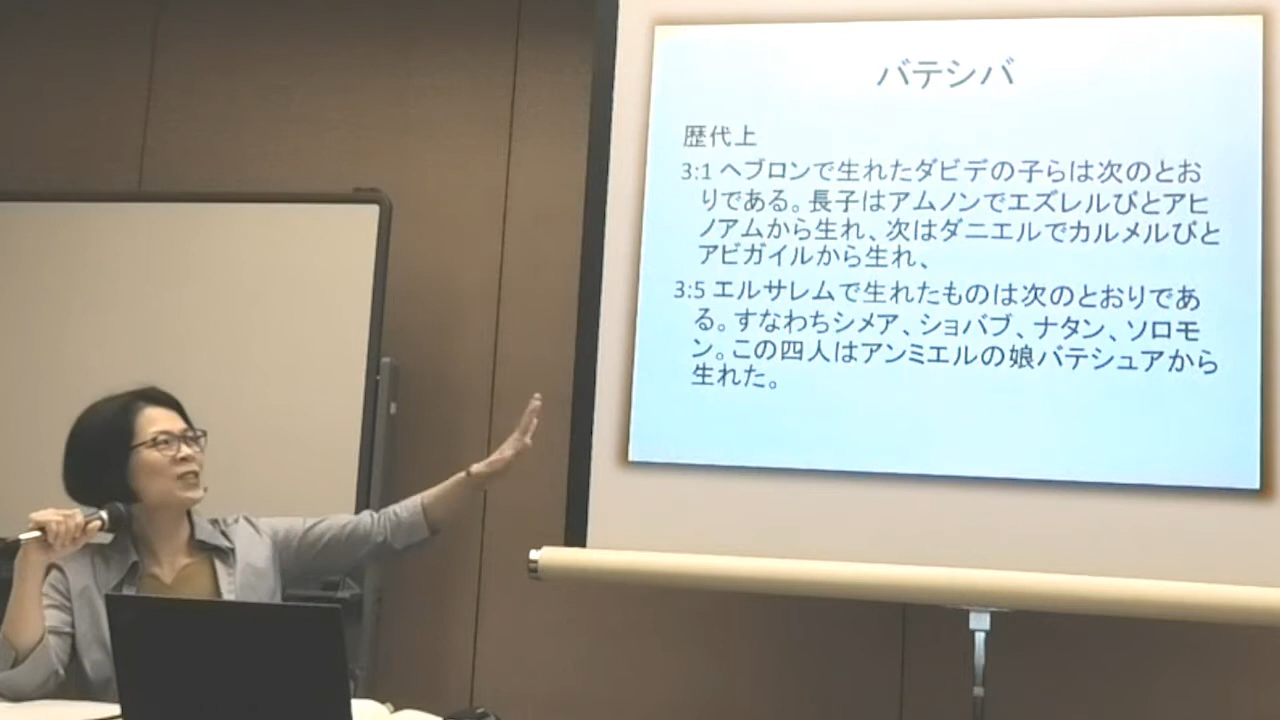 バテシバ
歴代上
3:1 ヘブロンで生れたダビデの子らは次のとお
りである。長子はアムノンでエズレルびとアヒ
ノアムから生れ、次はダニエルでカルメルびと
アビガイルから生れ、
3:5 エルサレムで生れたものは次のとおりであ
る。すなわちシメア、ショバブ、ナタン、ソロモ
ン。この四人はアンミエルの娘バテシュアから
生れた。